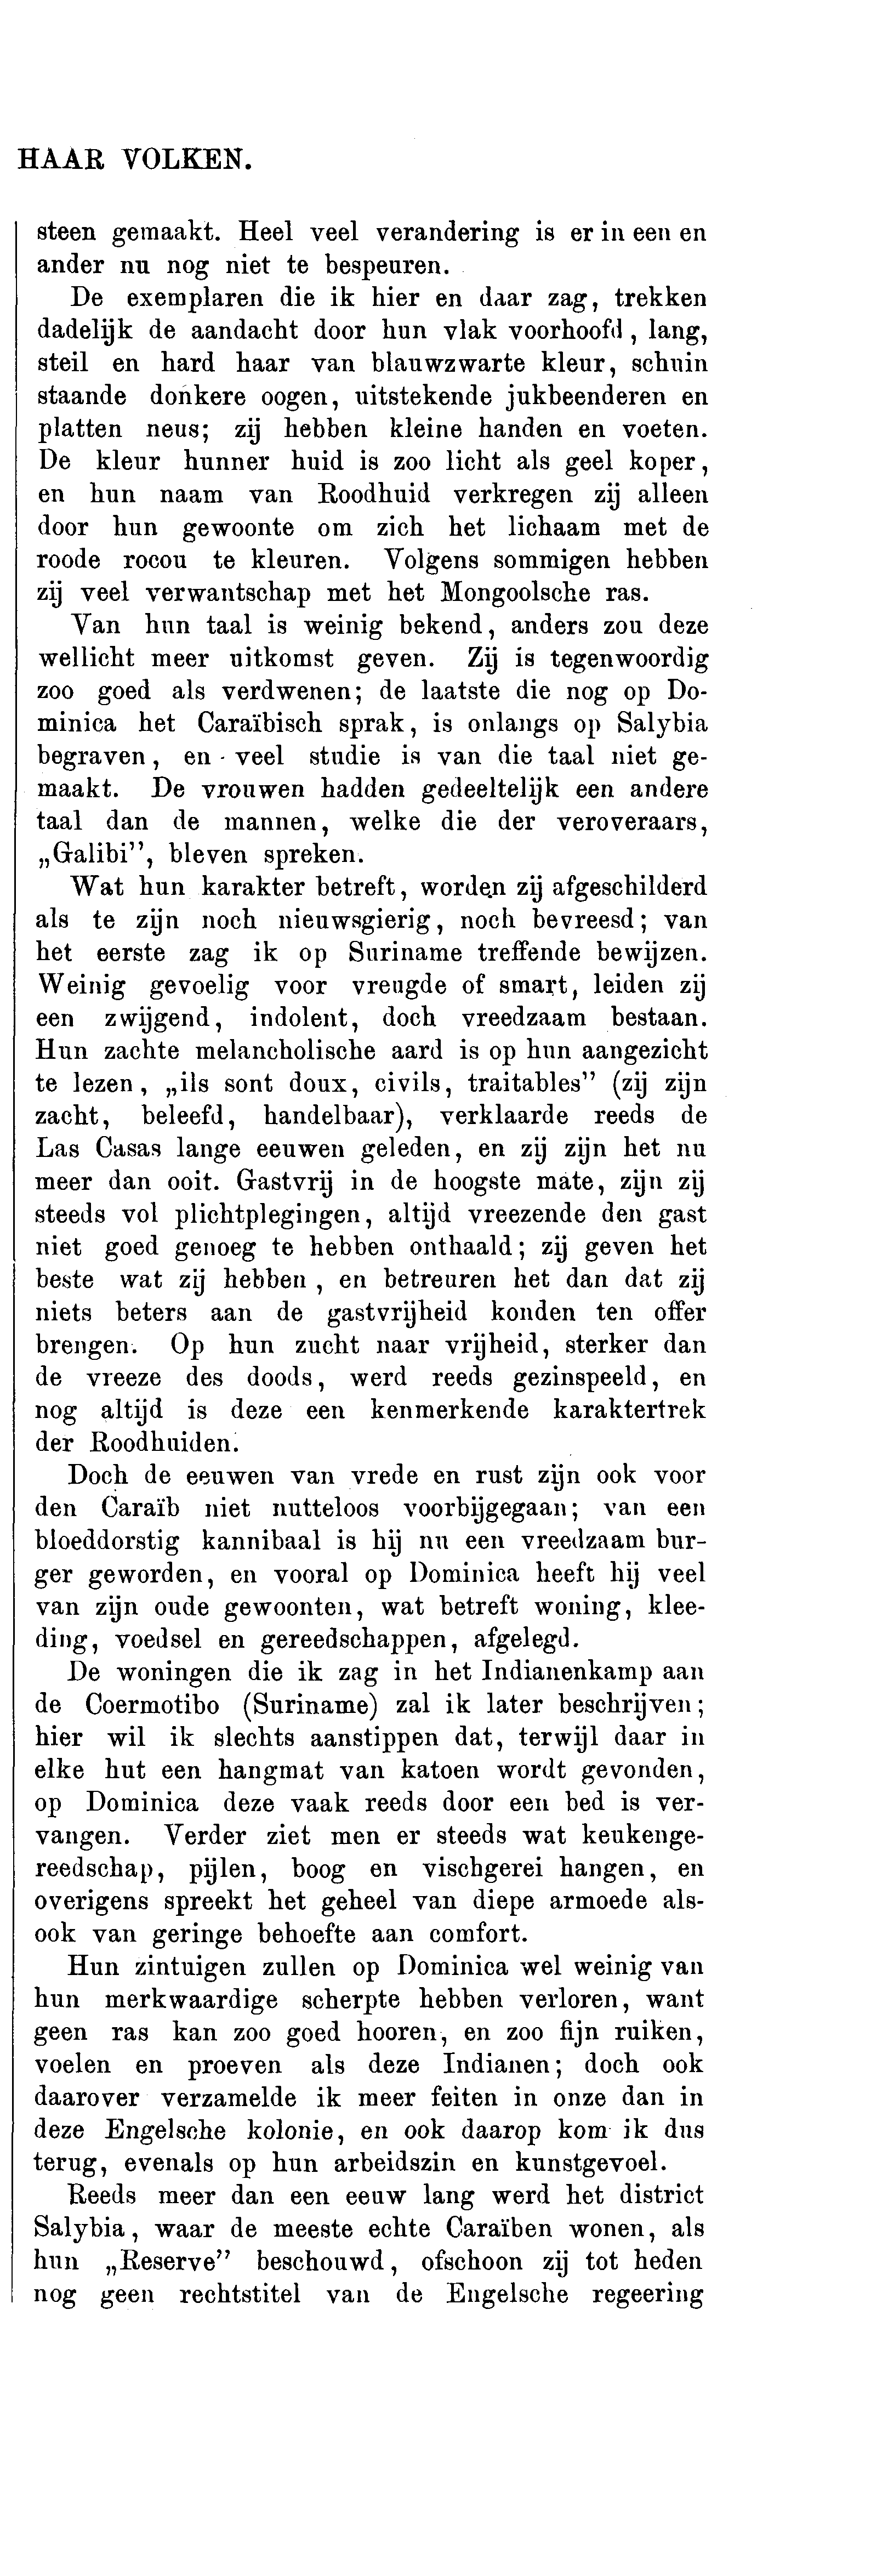 HAAR VOLKEN.
steen gemaakt. Heel veel verandering is er in een en
ander nu nog niet te bespeuren.
De exemplaren die ik hier en daar zag, trekken
dadelijk de aandacht door hun vlak voorhoofd, lang,
steil en hard haar van blauwzwarte kleur, schuin
staande donkere oogen, uitstekende jukbeenderen en
platten neus; zij hebben kleine handen en voeten.
De kleur hunner huid is zoo licht als geel koper,
en hun naam van Roodhuid verkregen zij alleen
door hun gewoonte om zich het lichaam met de
roode rocou te kleuren. Volgens sommigen hebben
zij veel verwantschap met het Mongoolsche ras.
Van hun taal is weinig bekend, anders zou deze
wellicht meer uitkomst geven. Zij is tegenwoordig
zoo goed als verdwenen; de laatste die nog op Do-
minica het Caraïbisch sprak, is onlangs op Salybia
begraven, en veel studie is van die taal niet ge-
maakt. De vrouwen hadden gedeeltelijk een andere
taal dan de mannen, welke die der veroveraars,
„Galibi”, bleven spreken.
Wat hun karakter betreft, worden zij afgeschilderd
als te zijn noch nieuwsgierig, noch bevreesd; van
het eerste zag ik op Suriname treffende bewijzen.
Weinig gevoelig voor vreugde of smart, leiden zij
een zwijgend, indolent, doch vreedzaam bestaan.
Hun zachte melancholische aard is op hun aangezicht
te lezen, „ils sont doux, civils, traitables” (zij zijn
zacht, beleefd, handelbaar), verklaarde reeds de
Las Casas lange eeuwen geleden, en zij zijn het nu
meer dan ooit. Gastvrij in de hoogste mate, zijn zij
steeds vol plichtplegingen, altijd vreezende den gast
niet goed genoeg te hebben onthaald; zij geven het
beste wat zij hebben, en betreuren het dan dat zij
niets beters aan de gastvrijheid konden ten offer
brengen. Op hun zucht naar vrijheid, sterker dan
de vreeze des doods, werd reeds gezinspeeld, en
nog altijd is deze een kenmerkende karaktertrek
der Roodhuiden.
Doch de eeuwen van vrede en rust zijn ook voor
den Caraïb niet nutteloos voorbijgegaan; van een
bloeddorstig kannibaal is hij nu een vreedzaam bur-
ger geworden, en vooral op Dominica heeft hij veel
van zijn oude gewoonten, wat betreft woning, klee-
ding, voedsel en gereedschappen, afgelegd.
De woningen die ik zag in het Indianenkamp aan
de Coermotibo (Suriname) zal ik later beschrijven;
hier wil ik slechts aanstippen dat, terwijl daar in
elke hut een hangmat van katoen wordt gevonden,
op Dominica deze vaak reeds door een bed is ver-
vangen. Verder ziet men er steeds wat keukenge-
reedschap, pijlen, boog en vischgerei hangen, en
overigens spreekt het geheel van diepe armoede als-
ook van geringe behoefte aan comfort.
Hun zintuigen zullen op Dominica wel weinig van
hun merkwaardige scherpte hebben verloren, want
geen ras kan zoo goed hooren, en zoo fijn ruiken,
voelen en proeven als deze Indianen; doch ook
daarover verzamelde ik meer feiten in onze dan in
deze Engelsche kolonie, en ook daarop kom ik dus
terug, evenals op hun arbeidszin en kunstgevoel.
Reeds meer dan een eeuw lang werd het district
Salybia, waar de meeste echte Caraïben wonen, als
hun „Reserve” beschouwd, ofschoon zij tot heden
nog geen rechtstitel van de Engelsche regeering